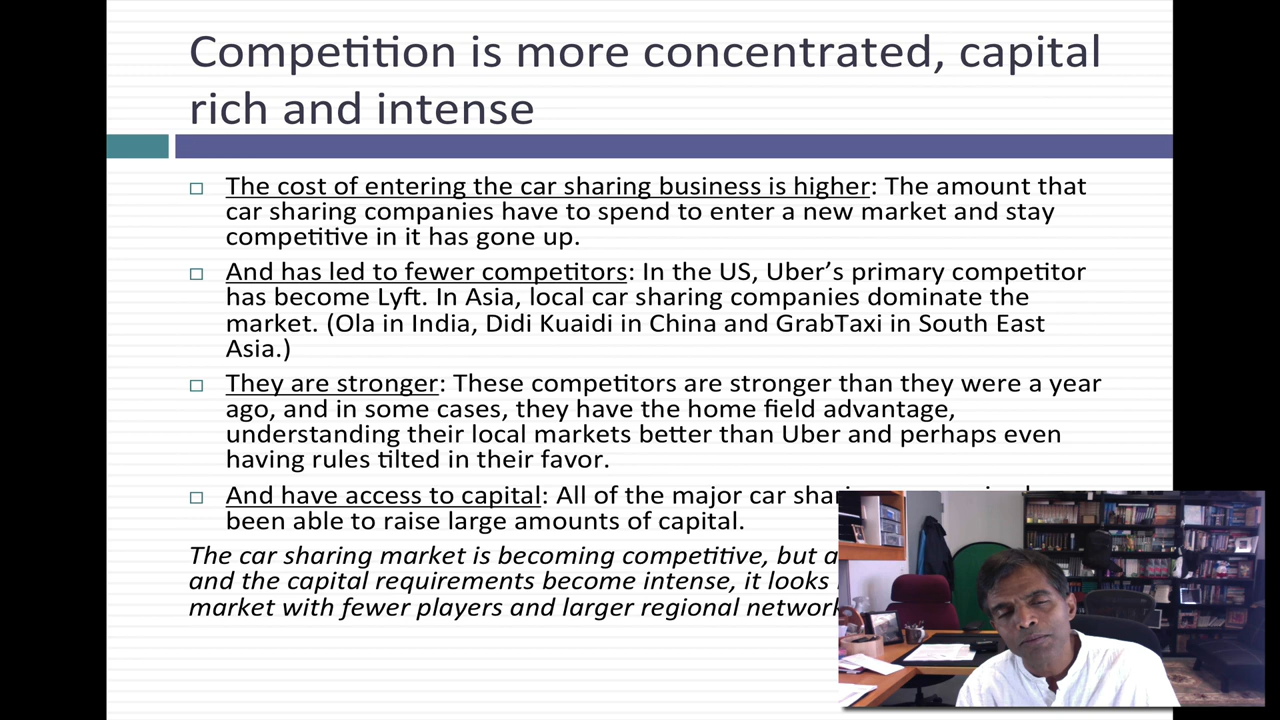 Competition is more concentrated, capital
rich and intense
The cost of entering the car sharing business is higher: The amount that
car sharing companies have to spend to enter a new market and stay
competitive in it has gone up.
And has led to fewer competitors: In the US, Uber’s primary competitor
has become Lyft. In Asia, local car sharing companies dominate the
market. (Ola in India, Didi Kuaidi in China and GrabTaxi in South East
Asia.)
They are stronger: These competitors are stronger than they were a year
ago, and in some cases, they have the home field advantage,
understanding their local markets better than Uber and perhaps even
having rules tilted in their favor.
And have access to capital: All of the major car
been able to raise large amounts of capital.
The car sharing market is becoming competitive, but
and the capital requirements become intense, it looks
market with fewer players and larger regional